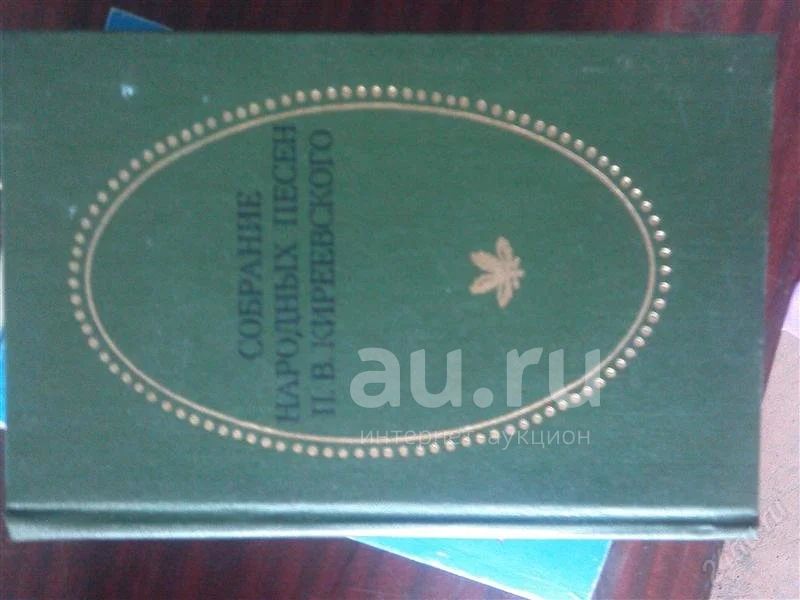 СОБРАНИЕ
НАРОДНЫХ ПЕСЕН
П. В. КИРЕЕВСКОГО
au.ru
интернет-аукцион